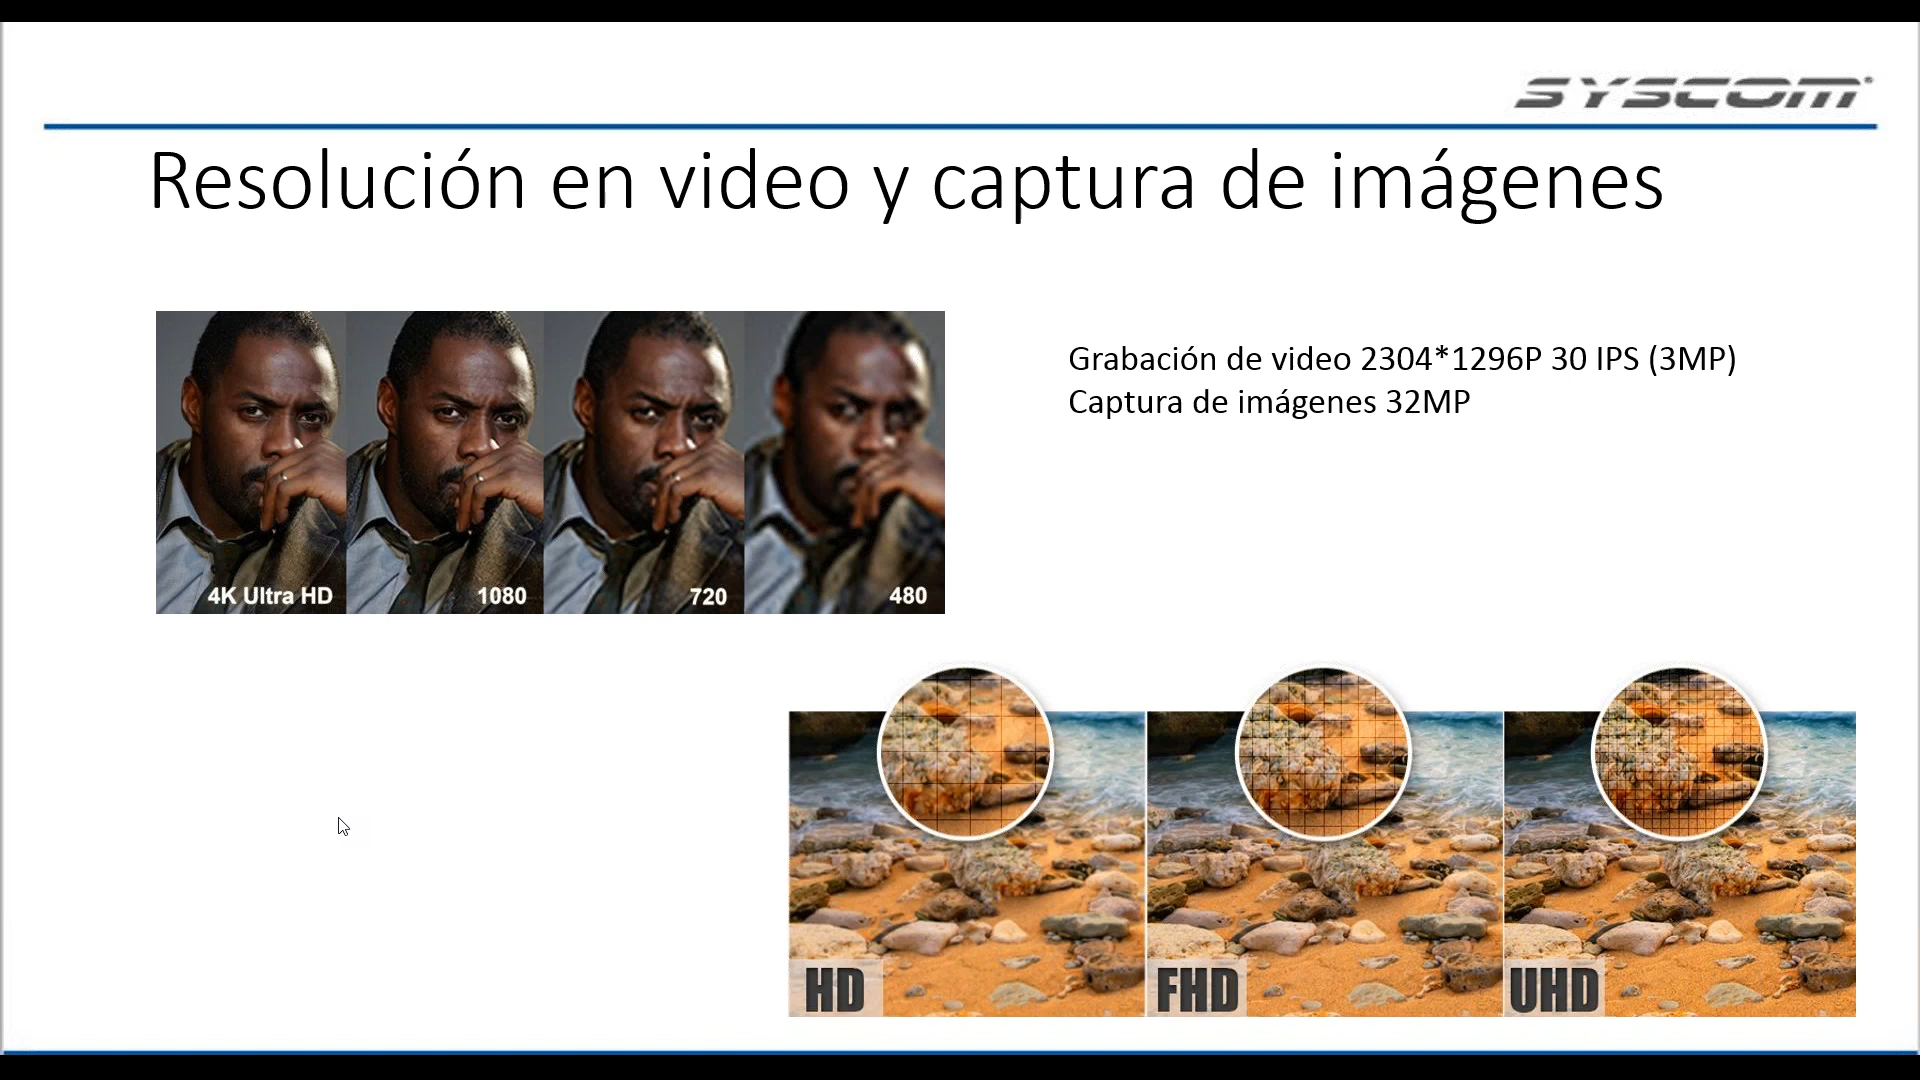 SYSCOM
Resolución en video y captura de imágenes
Grabación de video 2304*1296P 30 IPS (3MP)
Captura de imágenes 32MP
4K Ultra HD
1080
720
480
HD
FHD
UHD